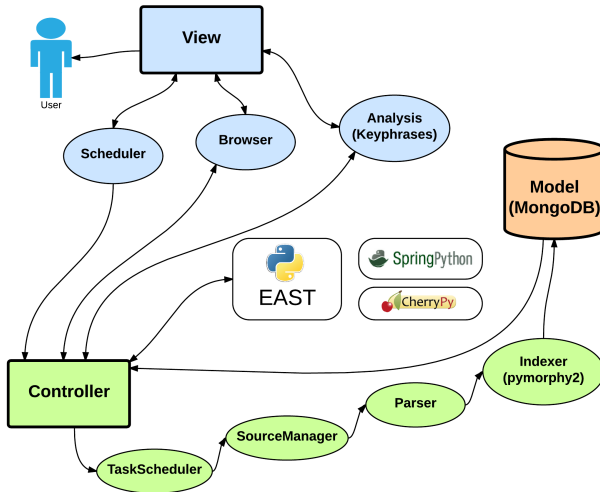 View
User
Analysis
(Keyphrases)
Browser
Scheduler
Model
(MongoDB)
SpringPython
EAST
CherryPy
Indexer
(pymorphy2)
Controller
Parser
SourceManager
TaskScheduler